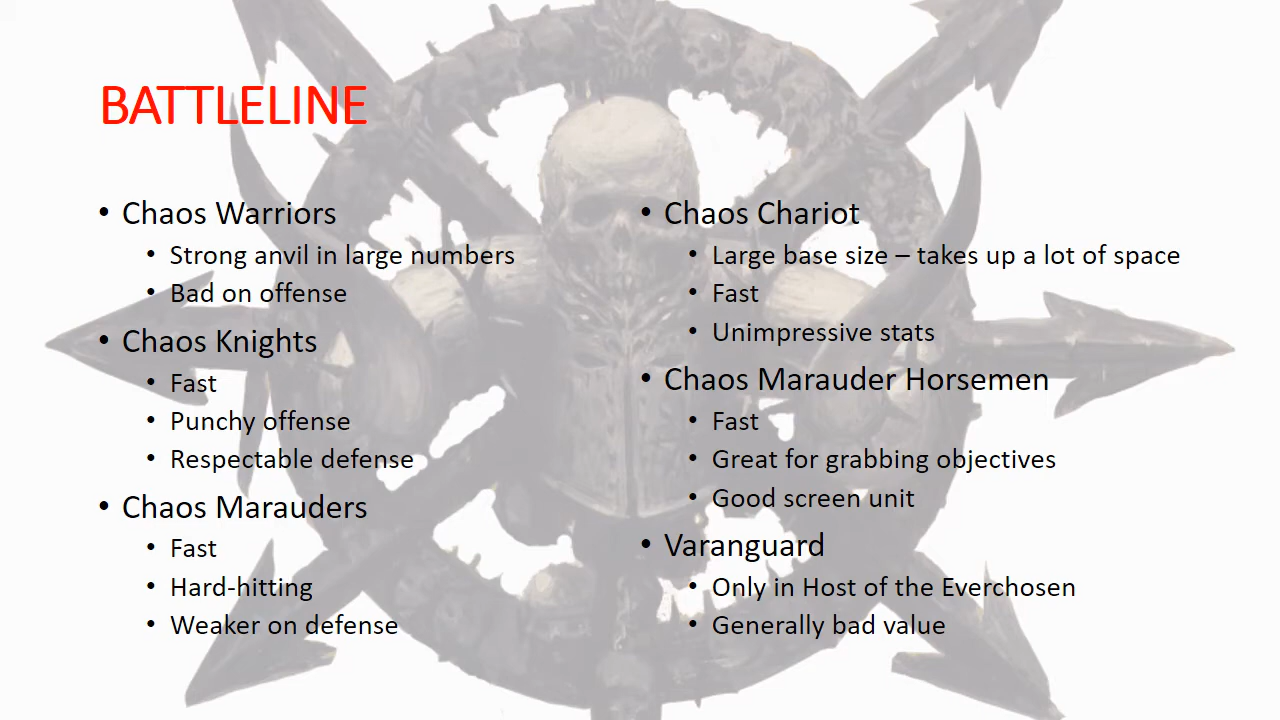 BATTLELINE
• Chaos Warriors
• Strong anvil in large numbers
• Bad on offense
• Chaos Knights
• Fast
• Punchy offense
• Respectable defense
• Chaos Marauders
• Fast
• Hard-hitting
• Weaker on defense
• Chaos Chariot
• Large base size – takes up a lot of space
• Fast
• Unimpressive stats
• Chaos Marauder Horsemen
• Fast
• Great for grabbing objectives
• Good screen unit
• Varanguard
• Only in Host of the Everchosen
• Generally bad value